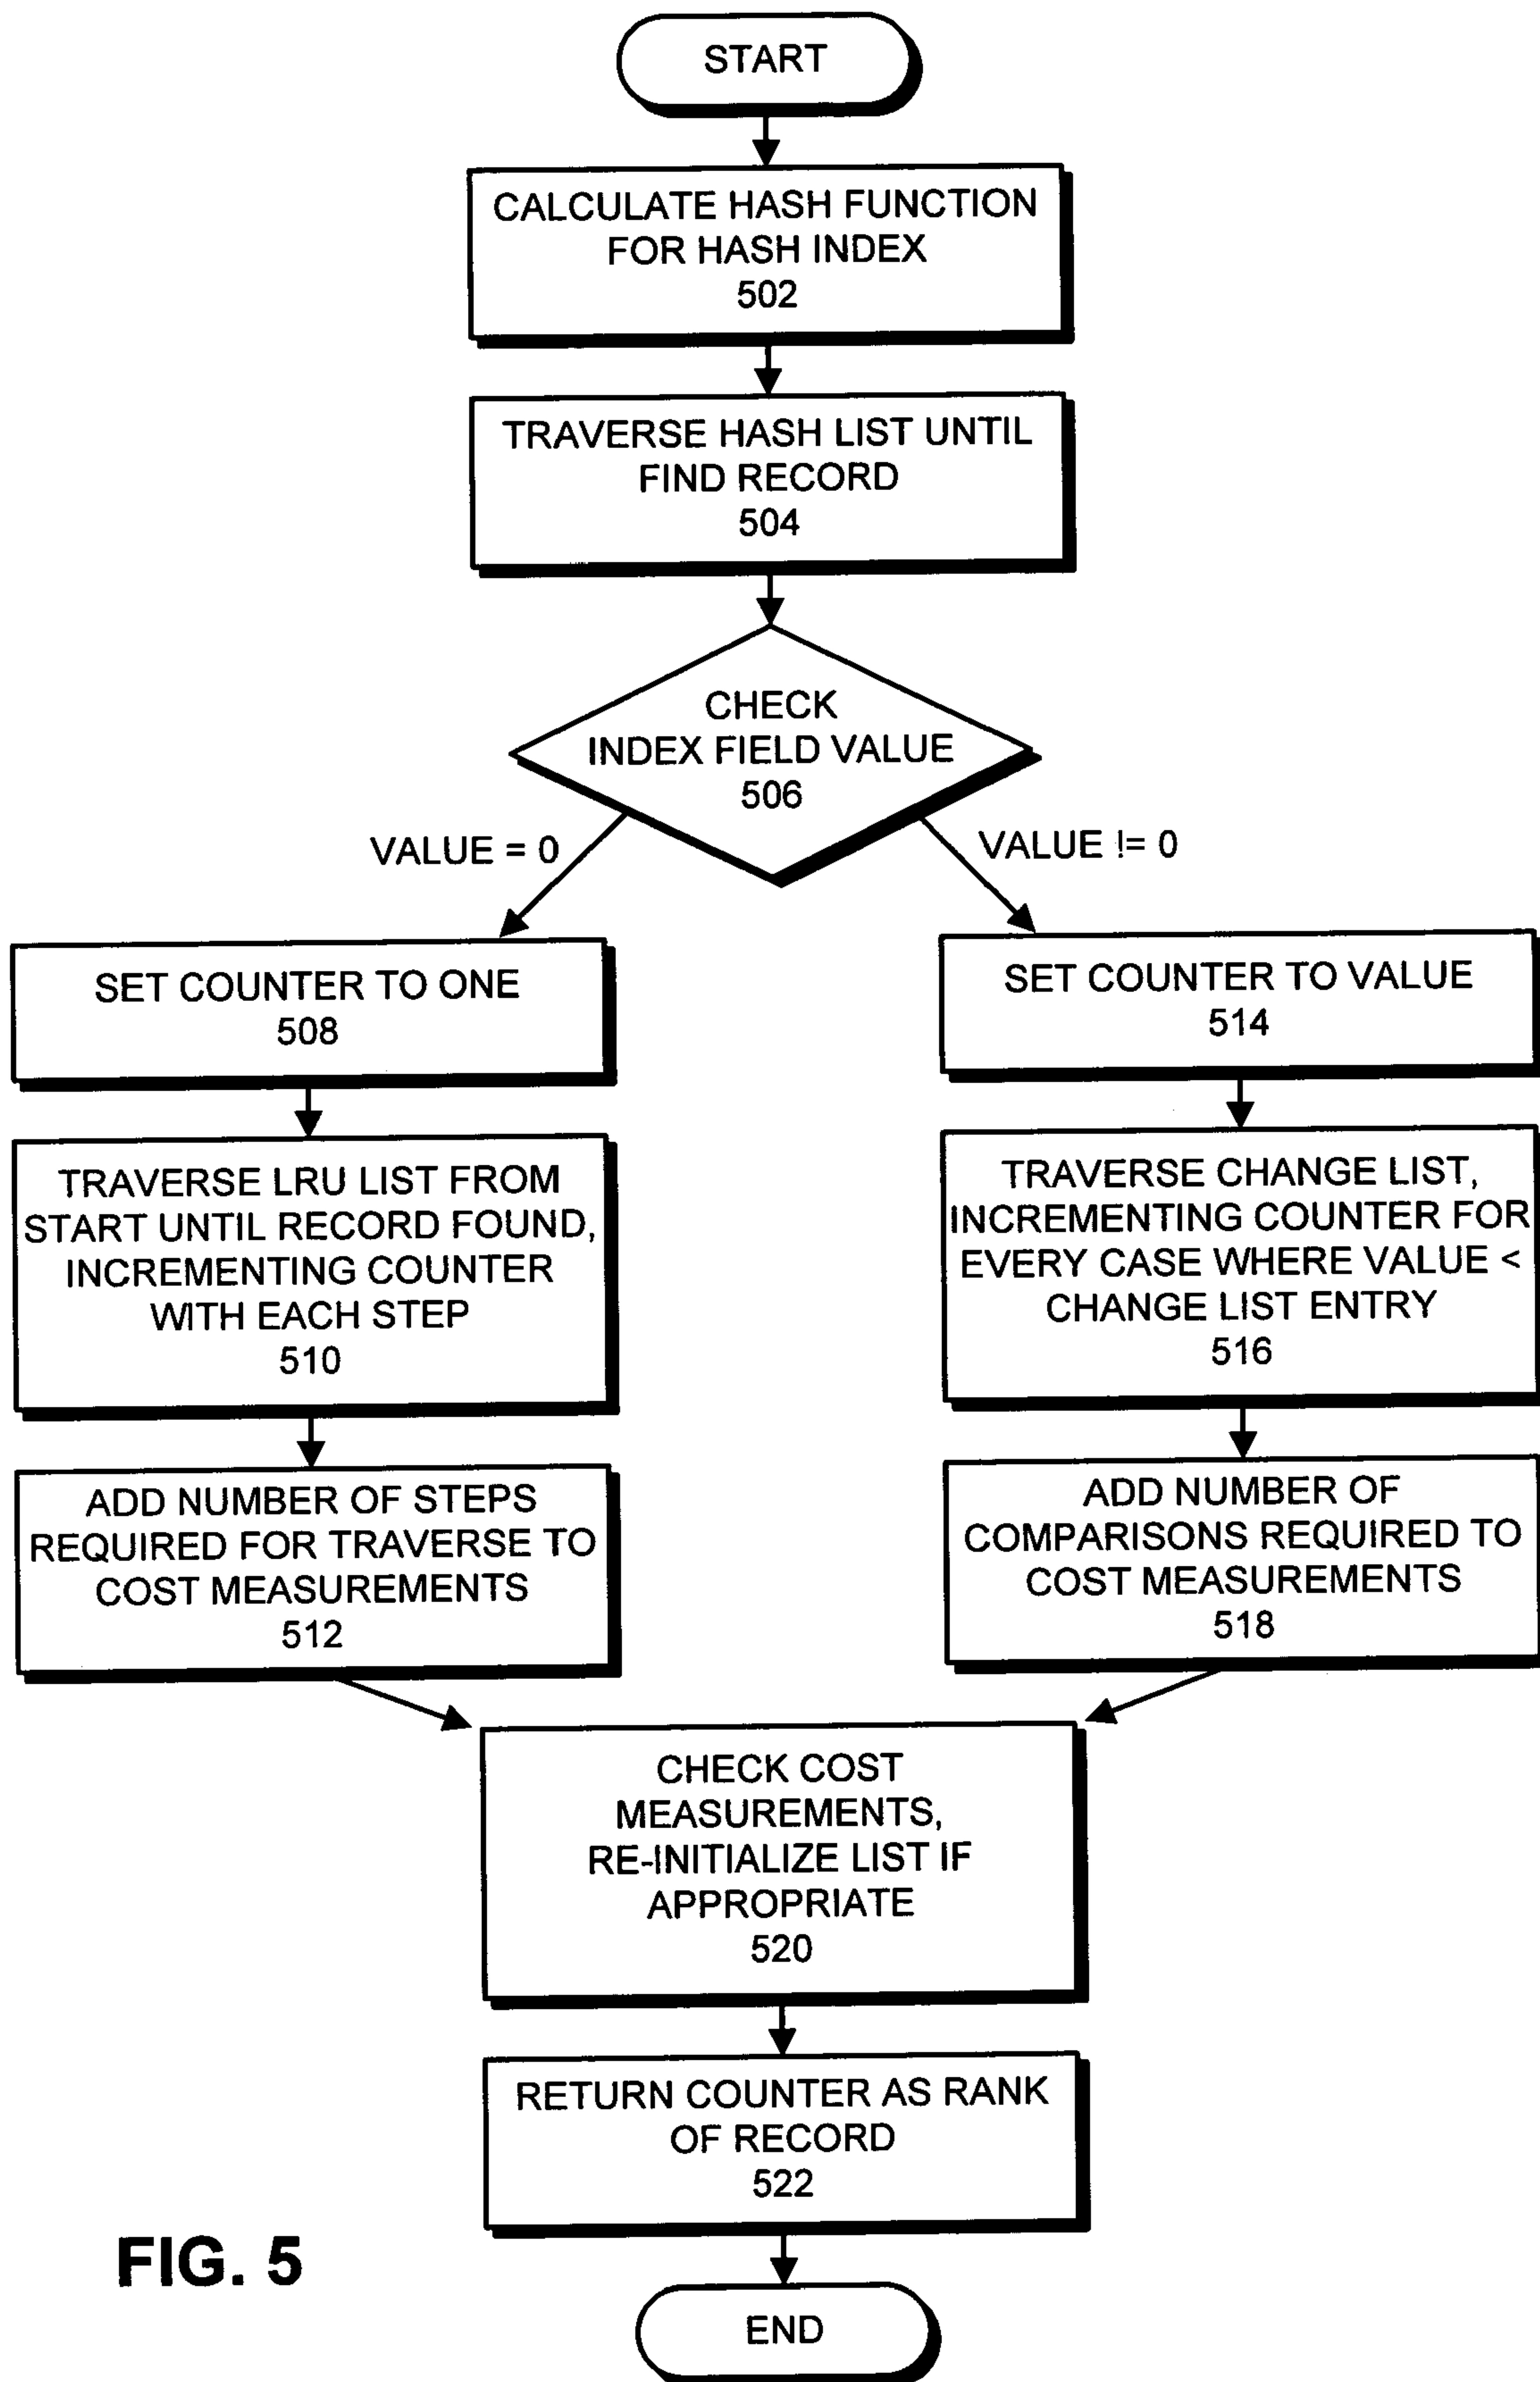 START
CALCULATE HASH FUNCTION
FOR HASH INDEX
502
TRAVERSE HASH LIST UNTIL
FIND RECORD
504
CHECK
INDEX FIELD VALUE
506
VALUE = 0
VALUE != 0
SET COUNTER TO ONE
508
TRAVERSE LRU LIST FROM
START UNTIL RECORD FOUND,
INCREMENTING COUNTER
WITH EACH STEP
510
ADD NUMBER OF STEPS
REQUIRED FOR TRAVERSE TO
COST MEASUREMENTS
512
SET COUNTER TO VALUE
514
TRAVERSE CHANGE LIST,
INCREMENTING COUNTER FOR
EVERY CASE WHERE VALUE <
CHANGE LIST ENTRY
516
ADD NUMBER OF
COMPARISONS REQUIRED TO
COST MEASUREMENTS
518
CHECK COST
MEASUREMENTS,
RE-INITIALIZE LIST IF
APPROPRIATE
520
RETURN COUNTER AS RANK
OF RECORD
522
END
FIG. 5